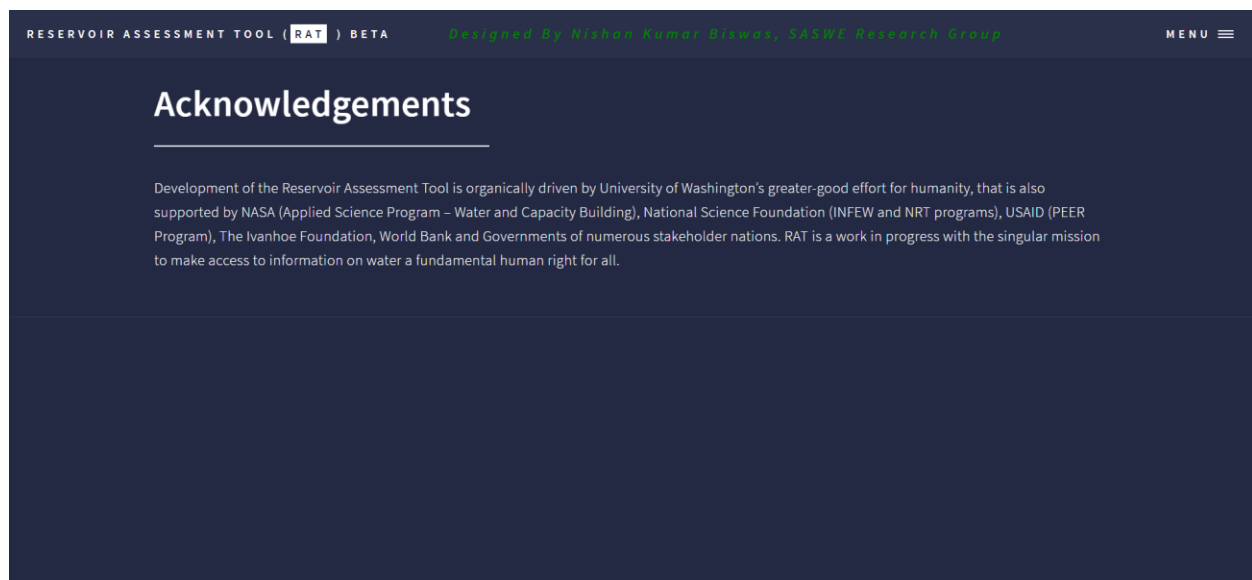 RESERVOIR ASSESSMENT TOOL ( RAT ) BETA
Designed By Nishan Kumar Biswas, SASWE Research Group
MENU
Acknowledgements
Development of the Reservoir Assessment Tool is organically driven by University of Washington’s greater-good effort for humanity, that is also
supported by NASA (Applied Science Program – Water and Capacity Building), National Science Foundation (INFEW and NRT programs), USAID (PEER
Program), The Ivanhoe Foundation, World Bank and Governments of numerous stakeholder nations. RAT is a work in progress with the singular mission
to make access to information on water a fundamental human right for all.